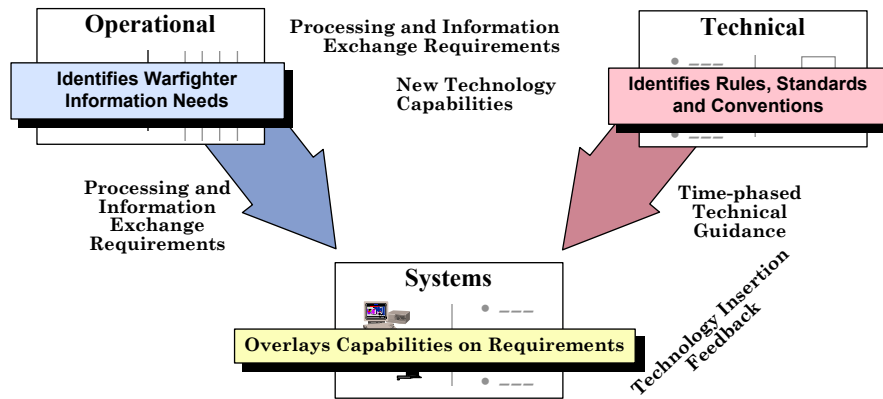 Operational
Identifies Warfighter
Information Needs
Processing and Information
Exchange Requirements
New Technology
Capabilities
Technical
Identifies Rules, Standards
and Conventions
Processing and
Information
Exchange
Requirements
Time-phased
Technical
Guidance
Systems
Overlays Capabilities on Requirements
Technology Insertion
Feedback